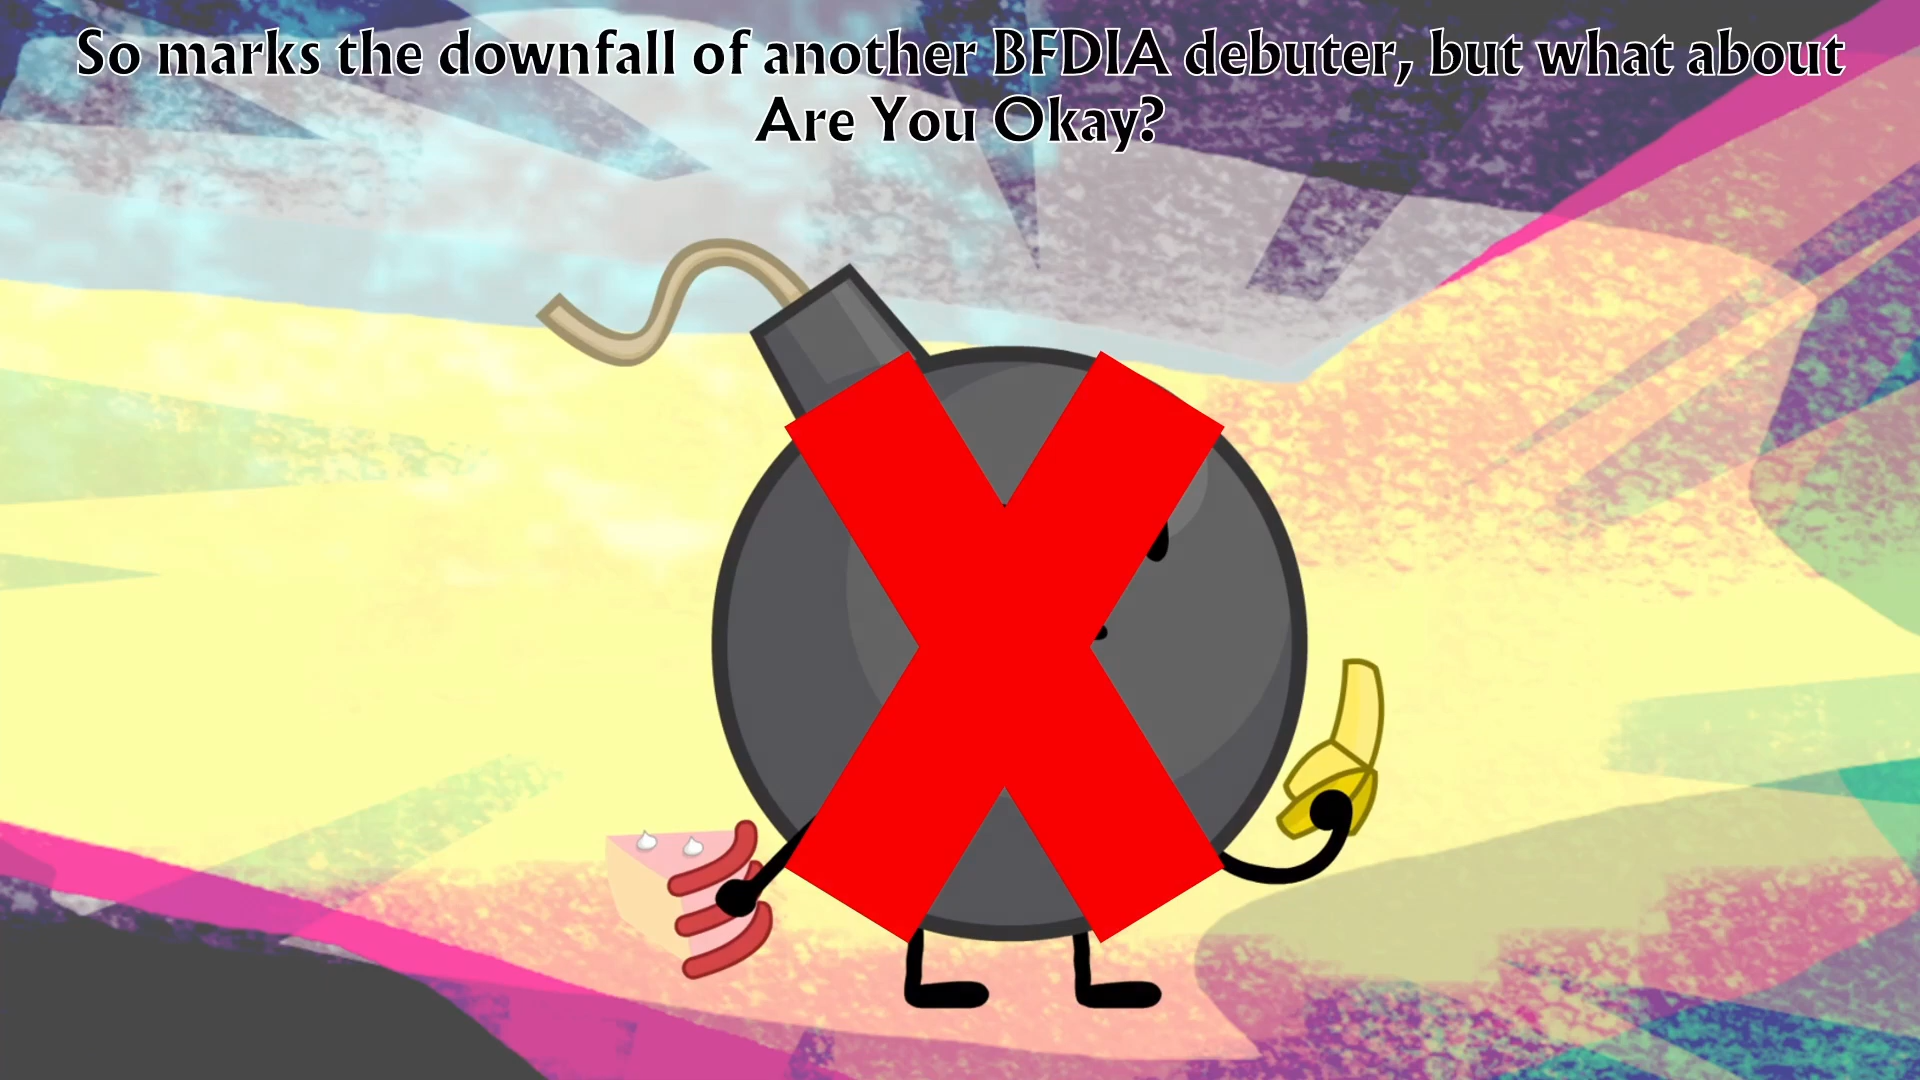 So marks the downfall of another BFDIA debuter, but what about
Are You Okay?